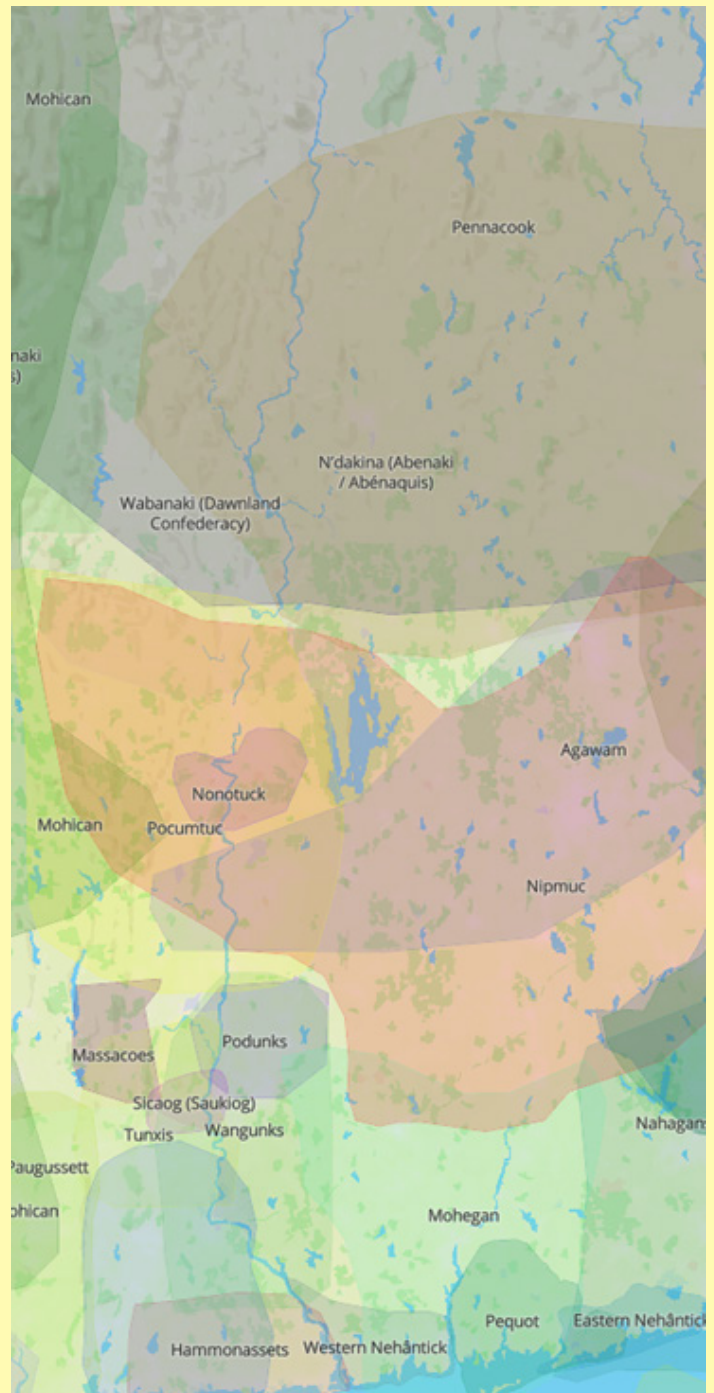 Mohican
Pennacook
naki
s)
N'dakina (Abenaki
/ Abénaquis)
Wabanaki (Dawnland
Confederacy)
Agawam
Nonotuck
Mohican
Pocumtuc
Nipmuc
Podunks
Massacoes
Sicaog (Saukiog)
Tunxis
Wangunks
Nahagans
Paugussett
ohican
Mohegan
Pequot
Eastern Nehântick
Hammonassets
Western Nehântick